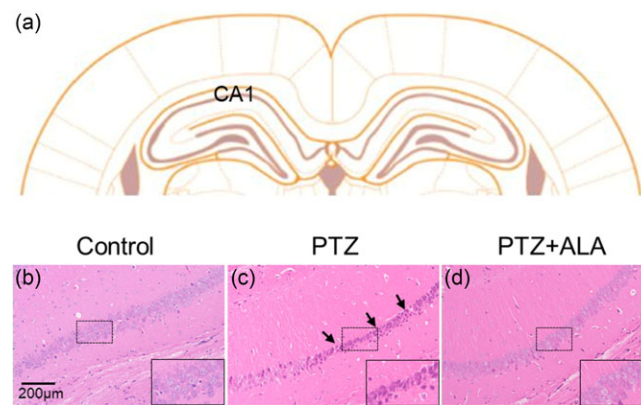 (a)
CA1
Control
PTZ
PTZ+ALA
(b)
(c)
(d)
200μm